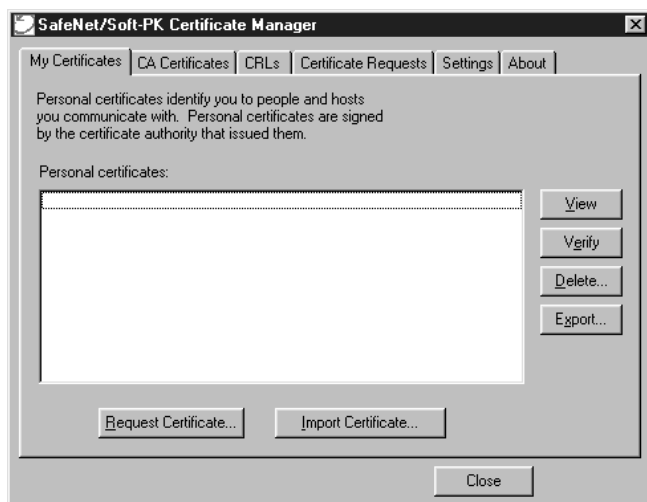 SafeNet/Soft-PK Certificate Manager
My Certificates CA Certificates CRLs Certificate Requests Settings About
Personal certificates identify you to people and hosts
you communicate with. Personal certificates are signed
by the certificate authority that issued them.
Personal certificates:
View
Verify
Delete...
Export...
Request Certificate... Import Certificate...
Close